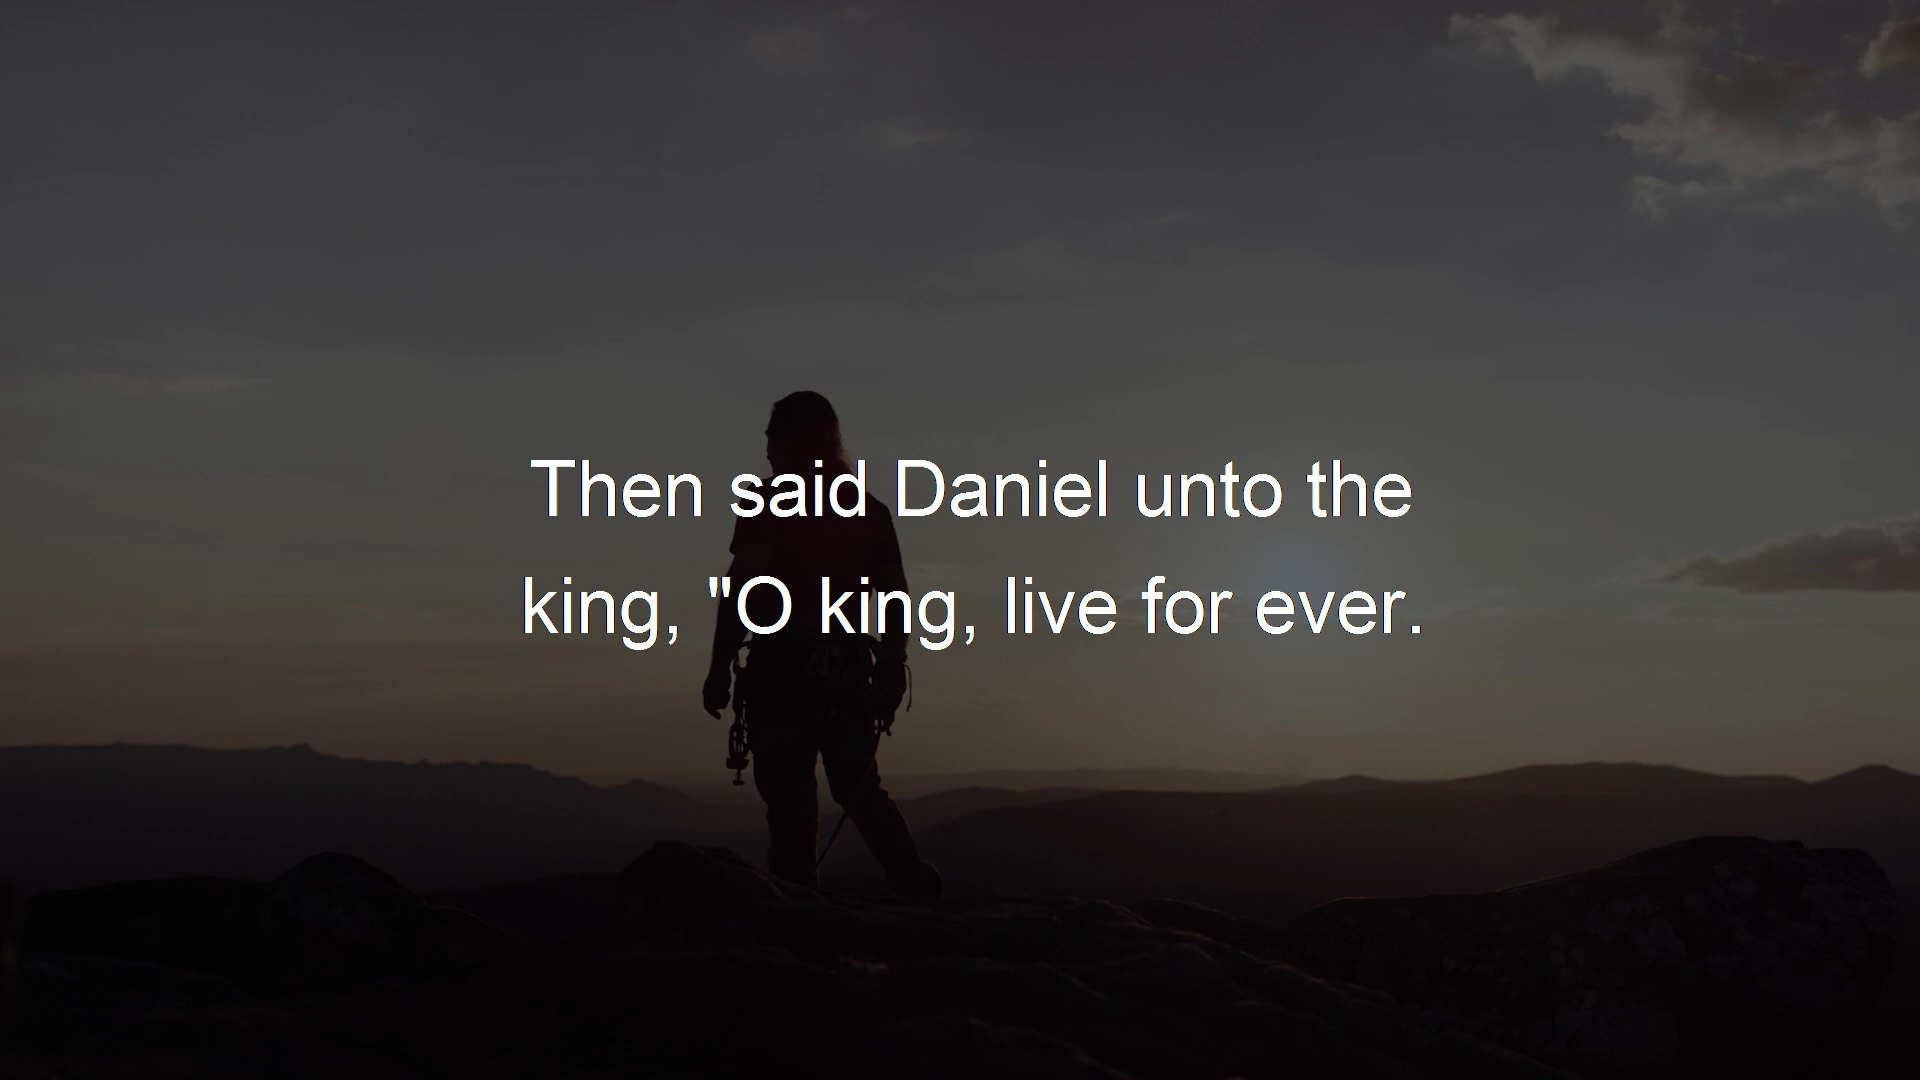 Then said Daniel unto the
king, "O king, live for ever.